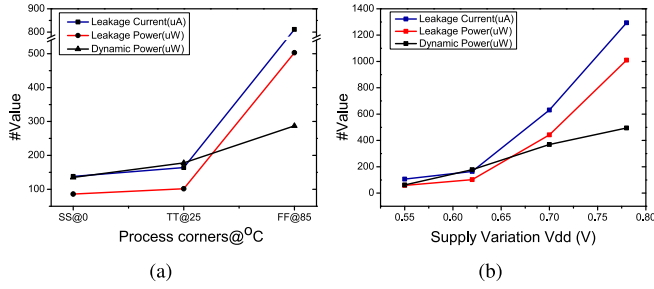 900
800
500
400
300
200
100
#Value
Leakage Current(uA)
Leakage Power(uW)
Dynamic Power(uW)
SS@0
TT@25
FF@85
Process corners@⁰C
(a)
1400
1200
1000
800
600
400
200
0
#Value
Leakage Current(uA)
Leakage Power(uW)
Dynamic Power(uW)
0.55
0.60
0.65
0.70
0.75
0.80
Supply Variation Vdd (V)
(b)